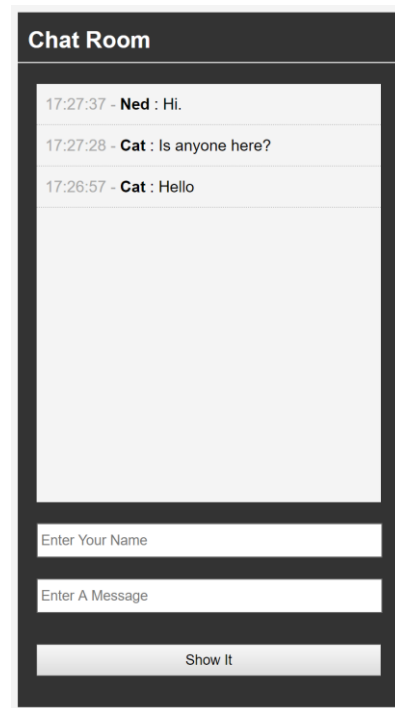 Chat Room
17:27:37 - Ned : Hi.
17:27:28 - Cat : Is anyone here?
17:26:57 - Cat : Hello
Enter Your Name
Enter A Message
Show It